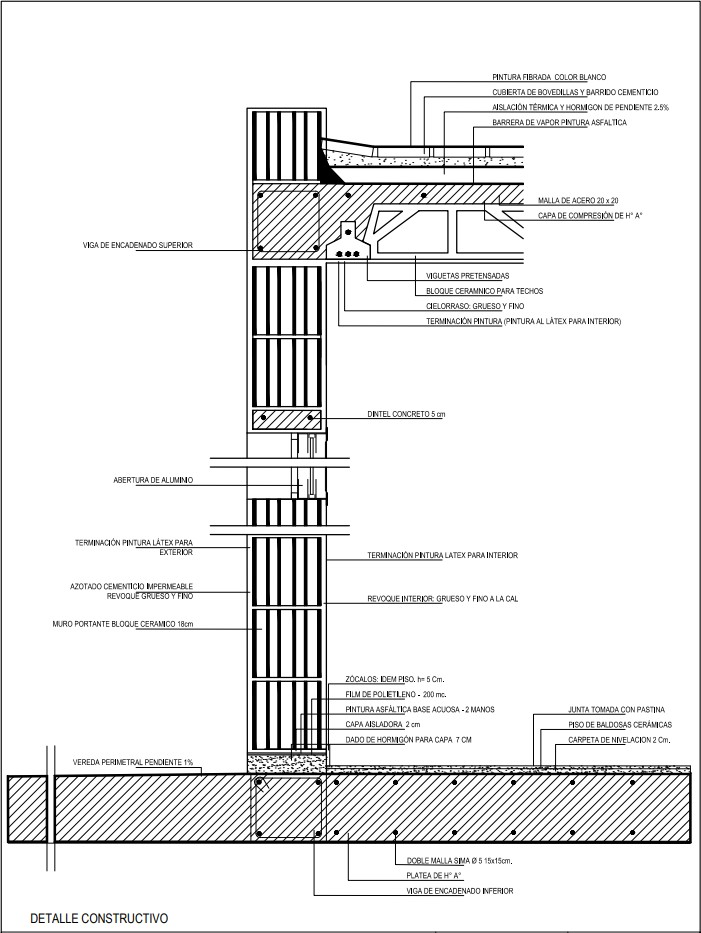 PINTURA FIBRADA  COLOR BLANCO
CUBIERTA DE BOVEDILLAS Y BARRIDO CEMENTICIO
AISLACIÓN TÉRMICA Y HORMIGON DE PENDIENTE 2.5%
BARRERA DE VAPOR PINTURA ASFALTICA
MALLA DE ACERO 20 x 20
CAPA DE COMPRESIÓN DE H° A°
VIGA DE ENCADENADO SUPERIOR
VIGUETAS PRETENSADAS
BLOQUE CERAMNICO PARA TECHOS
CIELORRASO: GRUESO Y FINO
TERMINACIÓN PINTURA (PINTURA AL LÁTEX PARA INTERIOR)
DINTEL CONCRETO 5 cm
ABERTURA DE ALUMINIO
TERMINACIÓN PINTURA LÁTEX PARA
EXTERIOR
TERMINACIÓN PINTURA LATEX PARA INTERIOR
AZOTADO CEMENTICIO IMPERMEABLE
REVOQUE GRUESO Y FINO
REVOQUE INTERIOR: GRUESO Y FINO A LA CAL
MURO PORTANTE BLOQUE CERAMICO 18cm
ZÓCALOS: IDEM PISO. h= 5 Cm.
FILM DE POLIETILENO - 200 mc.
PINTURA ASFÁLTICA BASE ACUOSA - 2 MANOS
CAPA AISLADORA  2 cm
DADO DE HORMIGÓN PARA CAPA  7 CM
JUNTA TOMADA CON PASTINA
PISO DE BALDOSAS CERÁMICAS
CARPETA DE NIVELACION 2 Cm.
VEREDA PERIMETRAL PENDIENTE 1%
DOBLE MALLA SIMA Ø 5 15x15cm.
PLATEA DE H° A°
VIGA DE ENCADENADO INFERIOR
DETALLE CONSTRUCTIVO